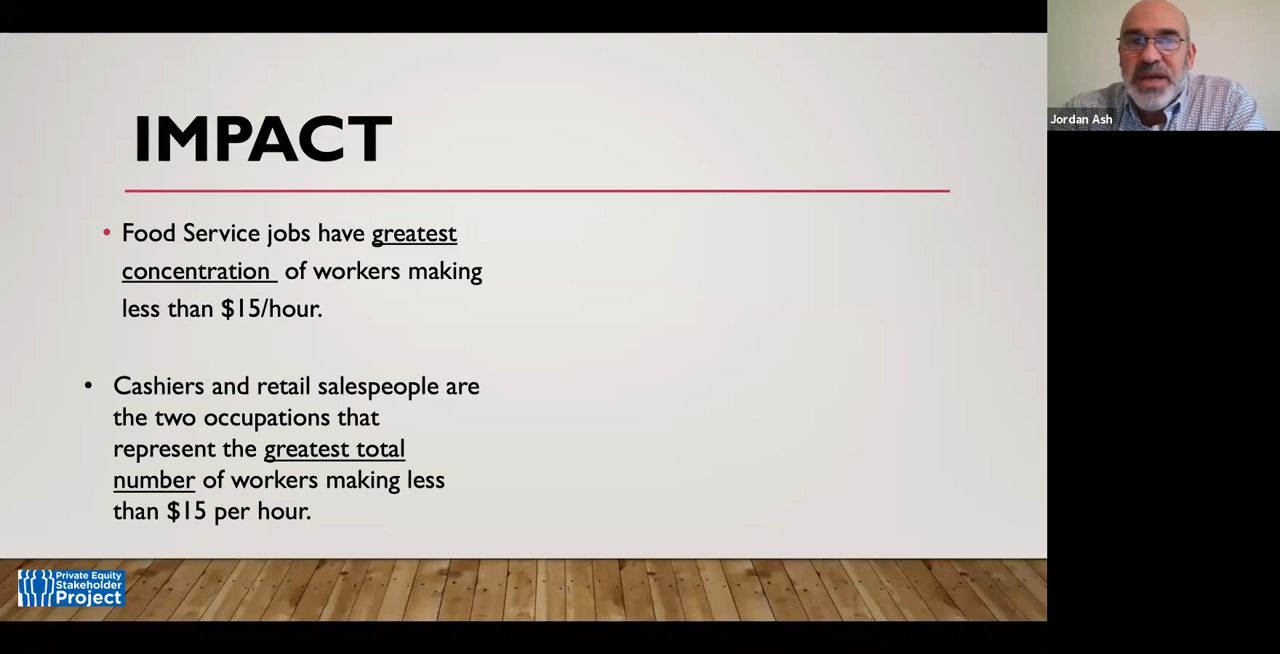 IMPACT
• Food Service jobs have greatest
concentration of workers making
less than $15/hour.
• Cashiers and retail salespeople are
the two occupations that
represent the greatest total
number of workers making less
than $15 per hour.
Private Equity
Stakeholder
Project
Jordan Ash